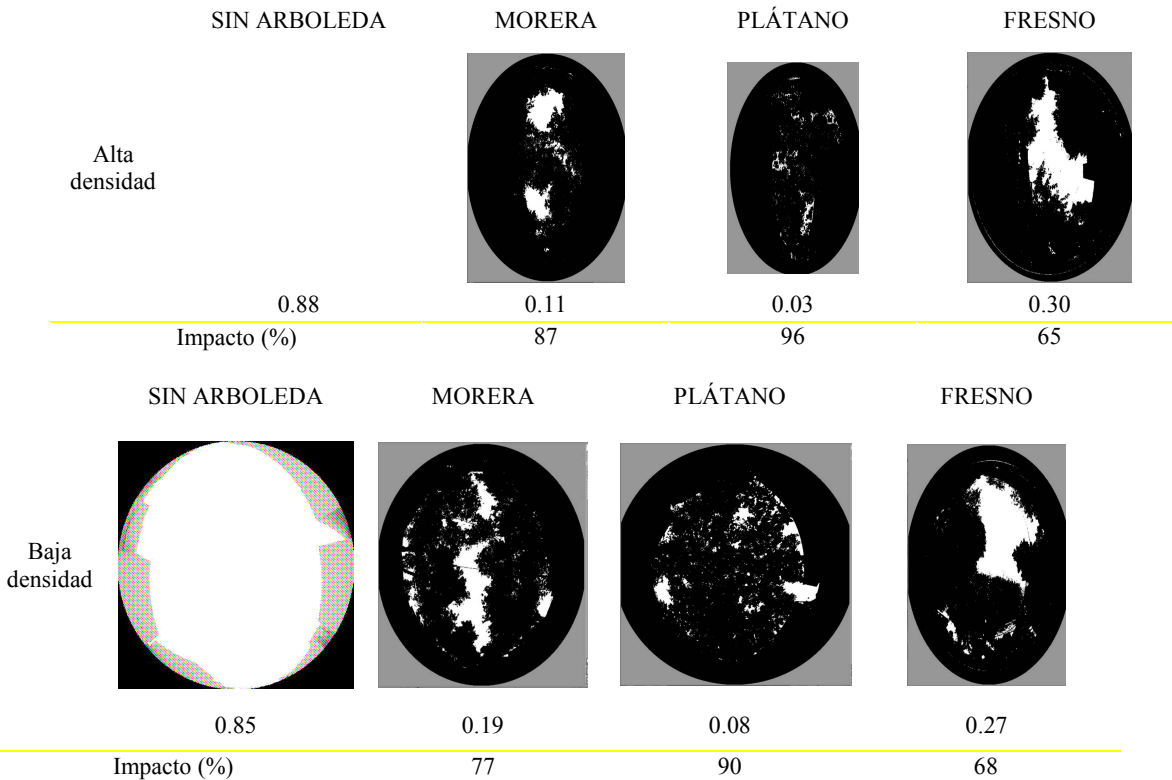 SIN ARBOLEDA MORERA PLÁTANO FRESNO
Alta
densidad
0.88 0.11 0.03 0.30
Impacto (%) 87 96 65
SIN ARBOLEDA MORERA PLÁTANO FRESNO
Baja
densidad
0.85 0.19 0.08 0.27
Impacto (%) 77 90 68